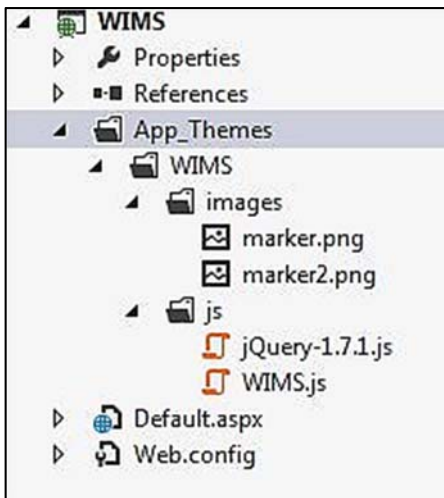 WIMS
Properties
References
App_Themes
WIMS
images
marker.png
marker2.png
js
jQuery-1.7.1.js
WIMS.js
Default.aspx
Web.config